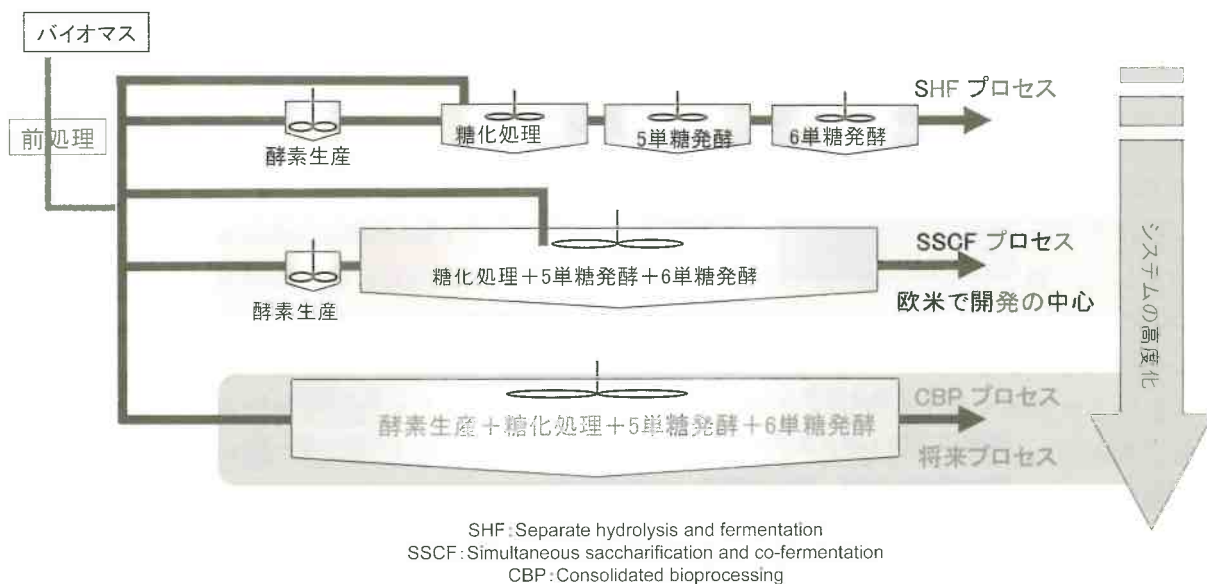 バイオマス
前処理
酵素生産
糖化処理
5単糖発酵
6単糖発酵
SHF プロセス
酵素生産
糖化処理+5単糖発酵+6単糖発酵
SSCF プロセス
欧米で開発の中心
酵素生産+糖化処理+5単糖発酵+6単糖発酵
CBP プロセス
将来プロセス
システムの高度化
SHF:Separate hydrolysis and fermentation
SSCF:Simultaneous saccharification and co-fermentation
CBP:Consolidated bioprocessing